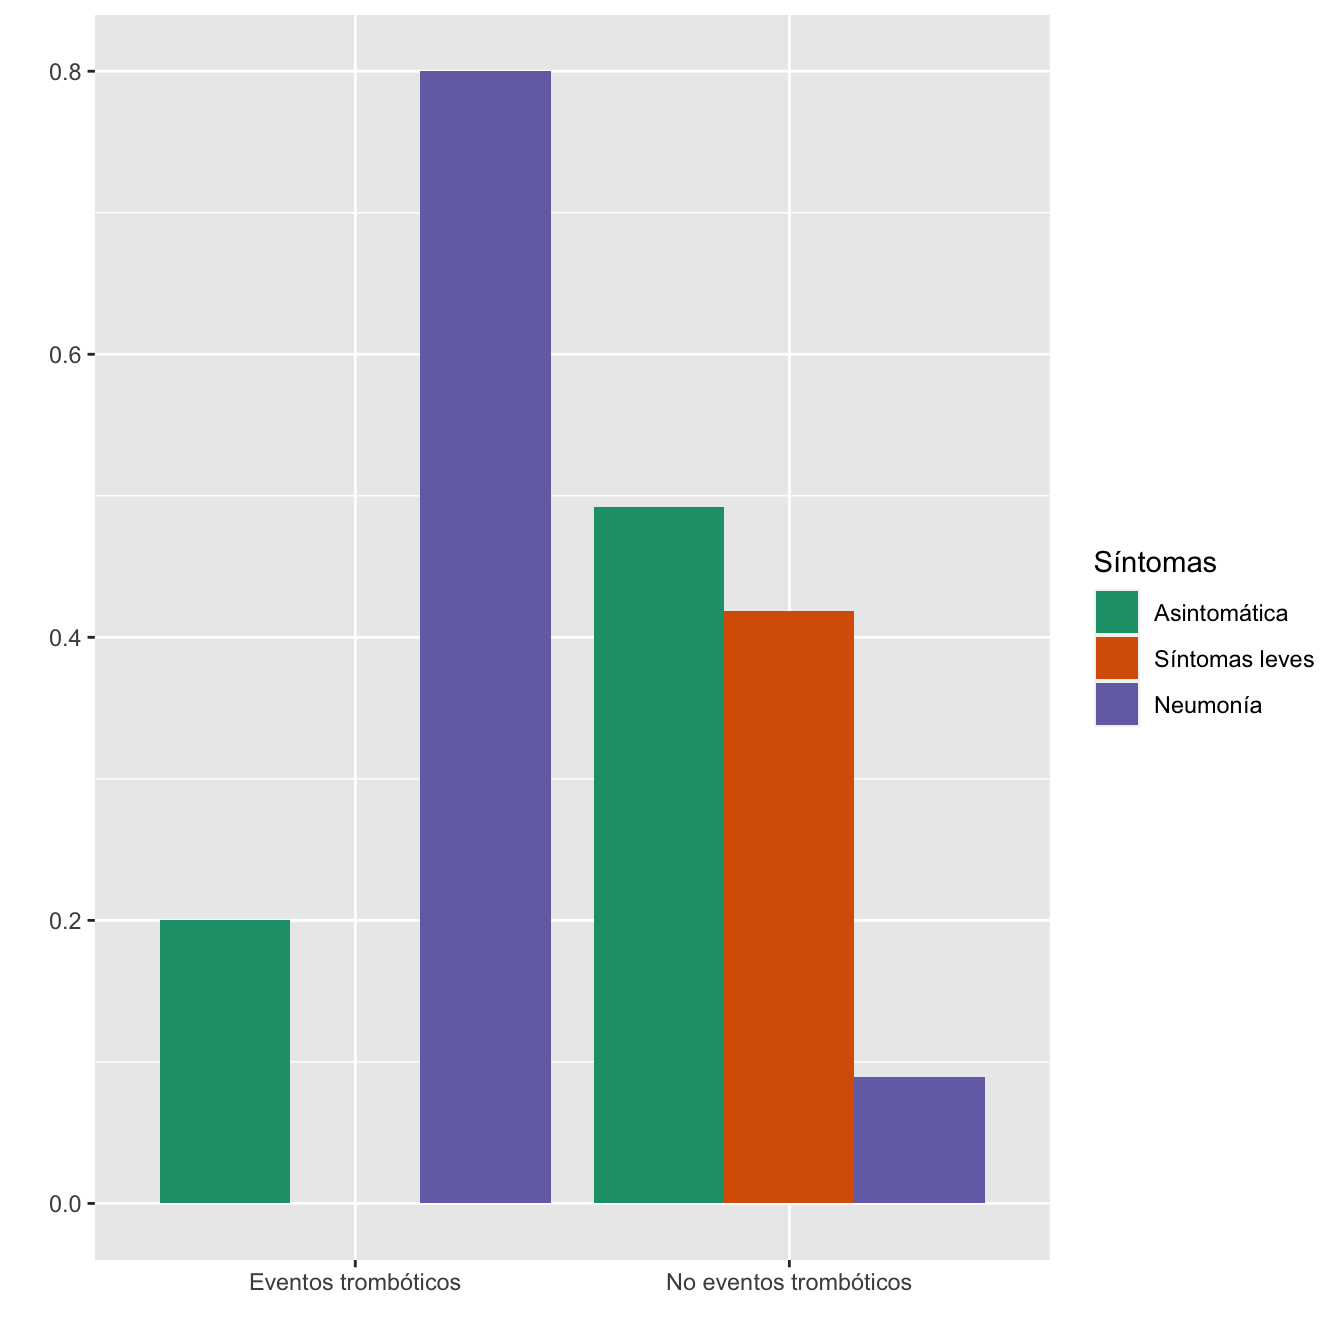 0.8
0.6
0.4
0.2
0.0
Eventos trombóticos
No eventos trombóticos
Síntomas
Asintomática
Síntomas leves
Neumonía